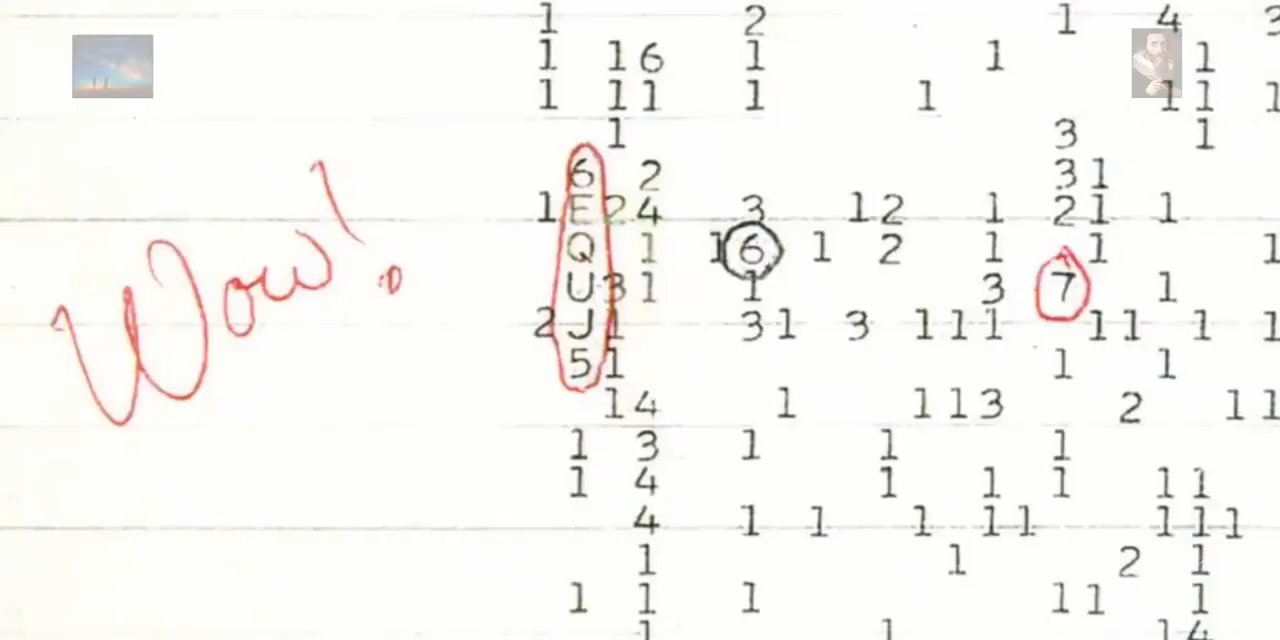 Wow!
1 2 1 4 3
1 16 1 1 1
1 11 1 1 11 1
1 3 1
6 2 31
1E24 3 12 1 21 1
Q 1 16 1 2 1 1 1
U31 1 3 7 1
2J1 31 3 111 11 1 1
51 1 1
14 1 113 2 11
1 3 1 1 1
1 4 1 1 1 11
4 1 1 1 11 111
1 1 2 1
1 1 1 11 1
1 1 14